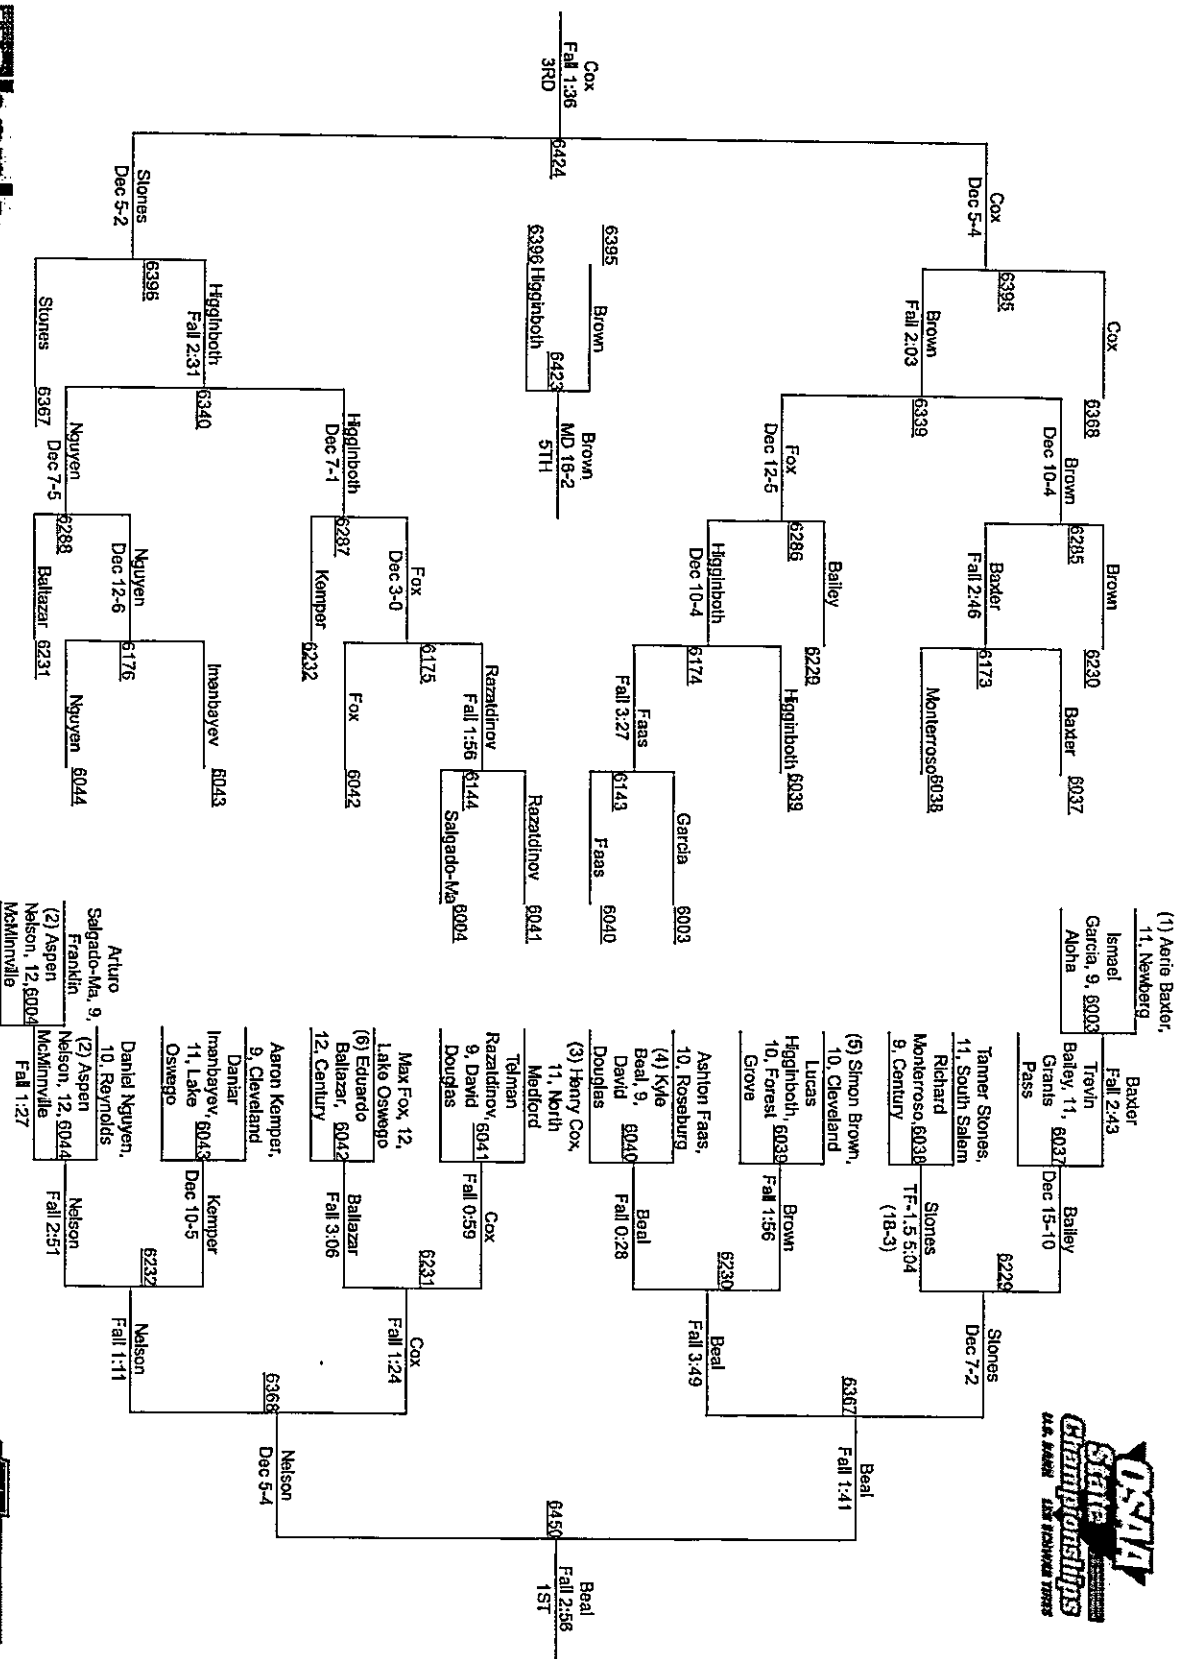 OSAA
State
Championships
U.S. BANK LES SCHWAB TIRES
(1) Aerie Baxter,
11, Newberg
Ismael
Garcia, 9, 6003
Aloha
Baxter
Fall 2:43
Trevin
Bailey, 11, 6037
Grants
Pass
Bailey
Dec 15-10
Tanner Stones,
11, South Salem
Richard
Monterroso, 6038
9, Century
Stones
TF-1.5 5:04
(18-3)
6229
Stones
Dec 7-2
(5) Simon Brown,
10, Cleveland
Lucas
Higginboth, 6039
10, Forest
Grove
Brown
Fall 1:56
Ashton Faas,
10, Roseburg
(4) Kyle
Beal, 9, 6040
David
Douglas
Beal
Fall 0:28
6230
Beal
Fall 3:49
6367
Beal
Fall 1:41
(3) Henry Cox,
11, North
Medford
Telman
Razatdinov, 6041
9, David
Douglas
Cox
Fall 0:59
Max Fox, 12,
Lake Oswego
(6) Eduardo
Baltazar, 6042
12, Century
Baltazar
Fall 3:06
6231
Cox
Fall 1:24
Aaron Kemper,
9, Cleveland
Daniar
Imanbayev, 6043
11, Lake
Oswego
Kemper
Dec 10-5
Daniel Nguyen,
10, Reynolds
(2) Aspen
Nelson, 12, 6044
McMinnville
Fall 1:27
Arturo
Salgado-Ma, 9,
Franklin
(2) Aspen
Nelson, 12, 6004
McMinnville
Nelson
Fall 2:51
6232
Nelson
Fall 1:11
6368
Nelson
Dec 5-4
6450
Beal
Fall 2:56
1ST
Cox
Fall 1:36
3RD
6424
Cox
Dec 5-4
6395
Cox
6368
Brown
Fall 2:03
6339
Brown
Dec 10-4
6285
Brown
6230
Baxter
Fall 2:46
6173
Baxter
6037
Monterroso 6038
Fox
Dec 12-5
6286
Bailey
6229
Higginboth
Dec 10-4
6174
Higginboth 6039
Faas
Fall 3:27
6143
Garcia
6003
Faas
6040
6395
Brown
6396 Higginboth
6423
Brown
MD 16-2
5TH
Stones
Dec 5-2
6396
Higginboth
Fall 2:31
6340
Stones
6367
Higginboth
Dec 7-1
6287
Fox
Dec 3-0
6175
Razatdinov
Fall 1:56
6144
Razatdinov
6041
Salgado-Ma 6004
Fox
6042
Kemper
6232
Nguyen
Dec 7-5
6288
Nguyen
Dec 12-6
6176
Imanbayev
6043
Nguyen
6044
Baltazar
6231